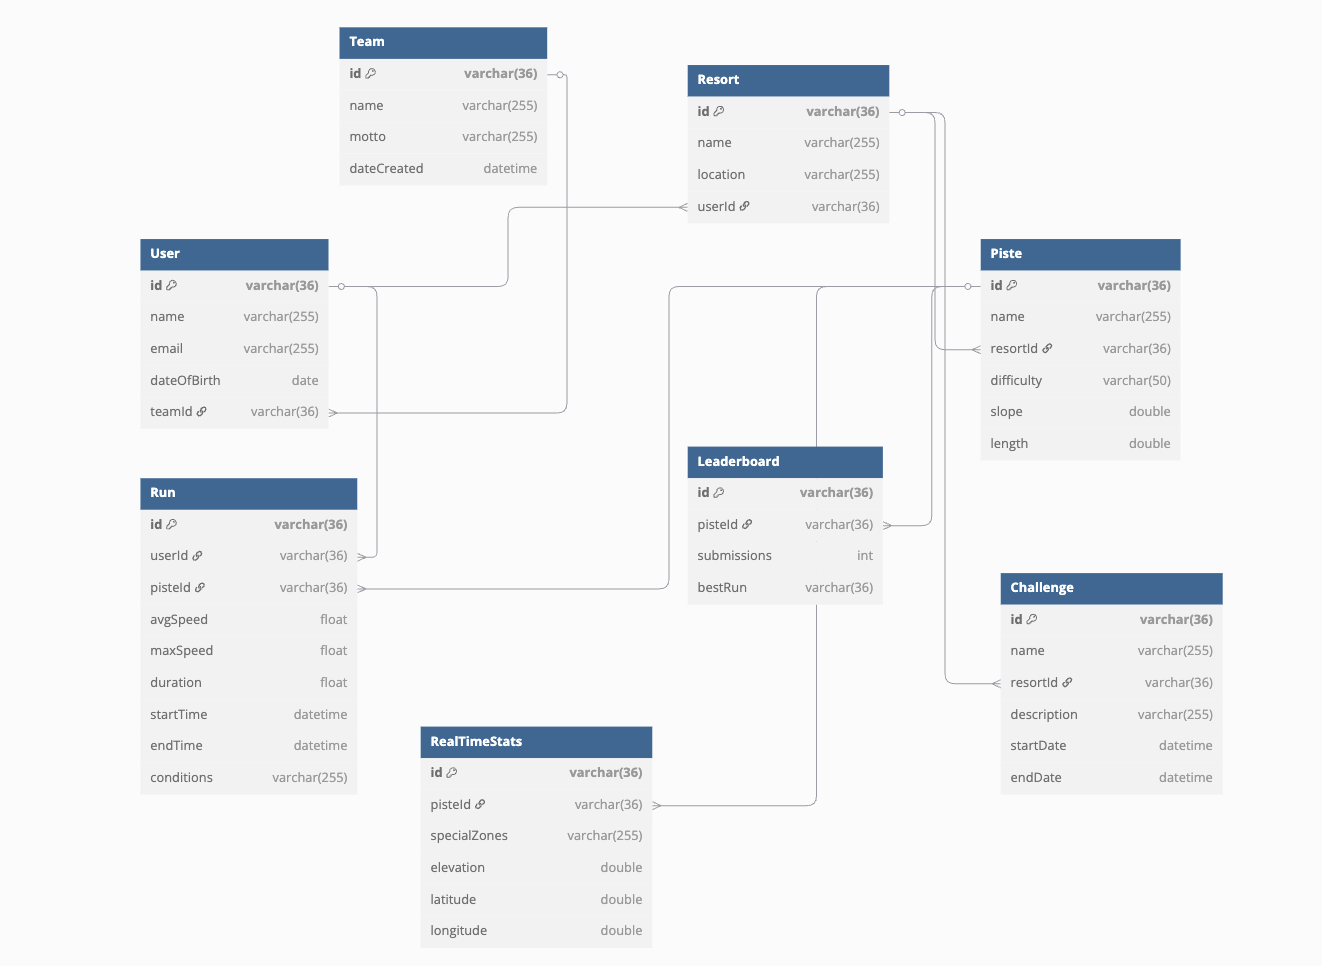 Team
id varchar(36)
name varchar(255)
motto varchar(255)
dateCreated datetime
Resort
id varchar(36)
name varchar(255)
location varchar(255)
userId varchar(36)
User
id varchar(36)
name varchar(255)
email varchar(255)
dateOfBirth date
teamId varchar(36)
Piste
id varchar(36)
name varchar(255)
resortId varchar(36)
difficulty varchar(50)
slope double
length double
Leaderboard
id varchar(36)
pisteId varchar(36)
submissions int
bestRun varchar(36)
Run
id varchar(36)
userId varchar(36)
pisteId varchar(36)
avgSpeed float
maxSpeed float
duration float
startTime datetime
endTime datetime
conditions varchar(255)
Challenge
id varchar(36)
name varchar(255)
resortId varchar(36)
description varchar(255)
startDate datetime
endDate datetime
RealTimeStats
id varchar(36)
pisteId varchar(36)
specialZones varchar(255)
elevation double
latitude double
longitude double